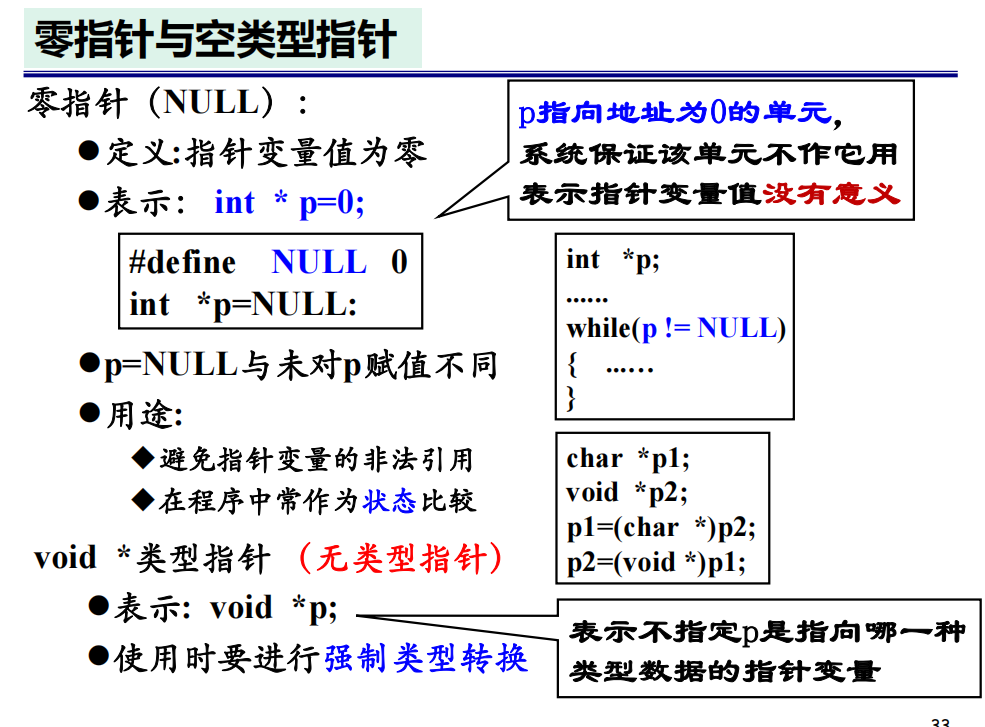 零指针与空类型指针
零指针（NULL）:
●定义:指针变量值为零
●表示: int * p=0;
p指向地址为0的单元,
系统保证该单元不作它用
表示指针变量值没有意义
#define NULL 0
int *p=NULL:
int *p;
......
while(p != NULL)
{ ...…
}
●p=NULL与未对p赋值不同
●用途:
◆避免指针变量的非法引用
◆在程序中常作为状态比较
char *p1;
void *p2;
p1=(char *)p2;
p2=(void *)p1;
void *类型指针（无类型指针）
●表示: void *p;
●使用时要进行强制类型转换
表示不指定p是指向哪一种
类型数据的指针变量
33